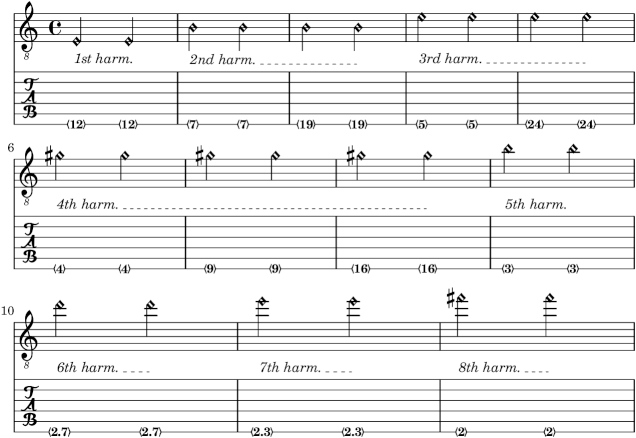 8
1st harm. 2nd harm. 3rd harm.
T
A
B
⟨12⟩ ⟨12⟩ ⟨7⟩ ⟨7⟩ ⟨19⟩ ⟨19⟩ ⟨5⟩ ⟨5⟩ ⟨24⟩ ⟨24⟩
6
8
4th harm. 5th harm.
T
A
B
⟨4⟩ ⟨4⟩ ⟨9⟩ ⟨9⟩ ⟨16⟩ ⟨16⟩ ⟨3⟩ ⟨3⟩
10
8
6th harm. 7th harm. 8th harm.
T
A
B
⟨2.7⟩ ⟨2.7⟩ ⟨2.3⟩ ⟨2.3⟩ ⟨2⟩ ⟨2⟩